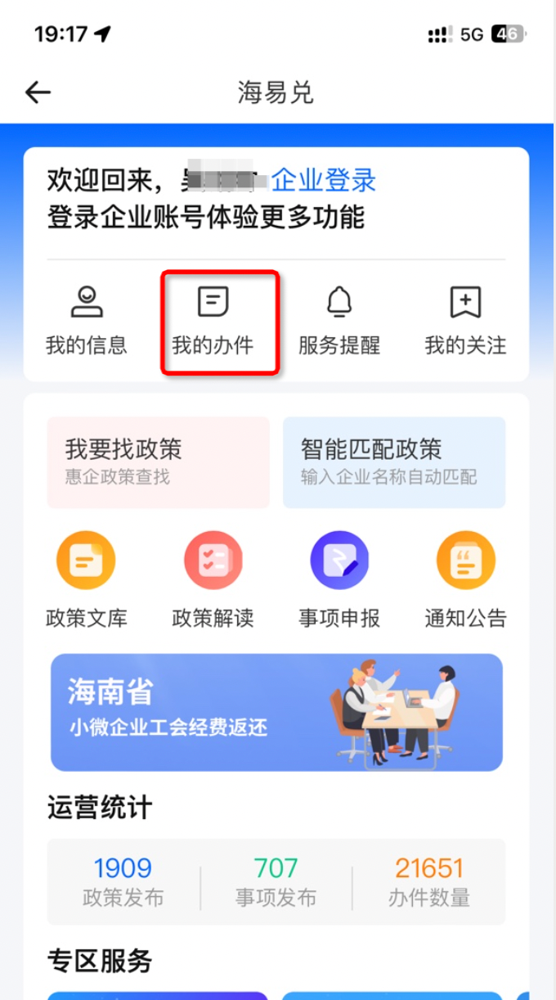 19:17
5G 46
海易兑
欢迎回来， 企业登录
登录企业账号体验更多功能
我的信息 我的办件 服务提醒 我的关注
我要找政策 智能匹配政策
惠企政策查找 输入企业名称自动匹配
政策文库 政策解读 事项申报 通知公告
海南省
小微企业工会经费返还
运营统计
1909 707 21651
政策发布 事项发布 办件数量
专区服务